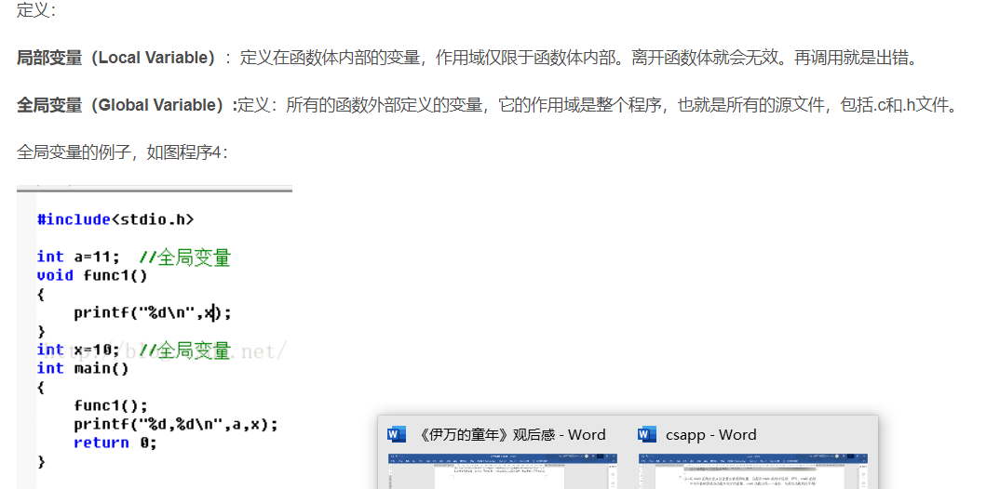 定义：
局部变量（Local Variable）：定义在函数体内部的变量，作用域仅限于函数体内部。离开函数体就会无效。再调用就是出错。
全局变量（Global Variable）:定义：所有的函数外部定义的变量，它的作用域是整个程序，也就是所有的源文件，包括.c和.h文件。
全局变量的例子，如图程序4：
#include<stdio.h>
int a=11;  //全局变量
void func1()
{
    printf("%d\n",x);
}
int x=10;  //全局变量
int main()
{
    func1();
    printf("%d,%d\n",a,x);
    return 0;
}
《伊万的童年》观后感 - Word
csapp - Word